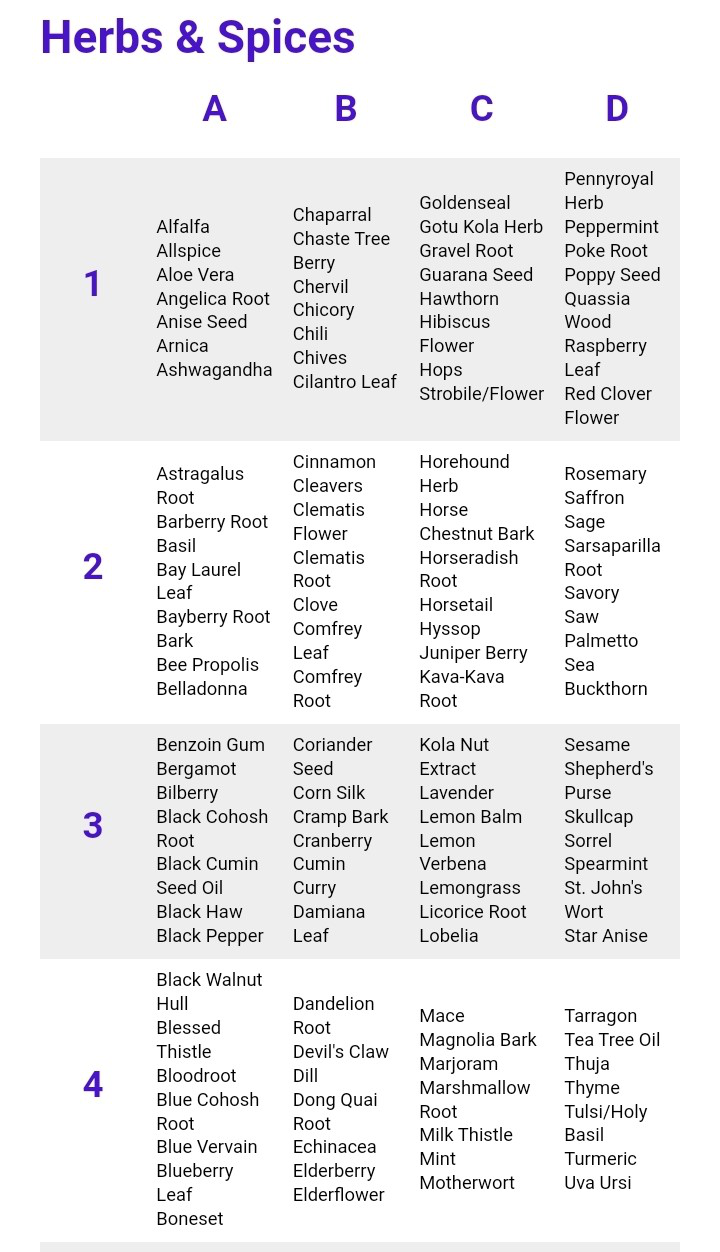 Herbs & Spices
A B C D
1
Alfalfa
Allspice
Aloe Vera
Angelica Root
Anise Seed
Arnica
Ashwagandha
Chaparral
Chaste Tree
Berry
Chervil
Chicory
Chili
Chives
Cilantro Leaf
Goldenseal
Gotu Kola Herb
Gravel Root
Guarana Seed
Hawthorn
Hibiscus
Flower
Hops
Strobile/Flower
Pennyroyal
Herb
Peppermint
Poke Root
Poppy Seed
Quassia
Wood
Raspberry
Leaf
Red Clover
Flower
2
Astragalus
Root
Barberry Root
Basil
Bay Laurel
Leaf
Bayberry Root
Bark
Bee Propolis
Belladonna
Cinnamon
Cleavers
Clematis
Flower
Clematis
Root
Clove
Comfrey
Leaf
Comfrey
Root
Horehound
Herb
Horse
Chestnut Bark
Horseradish
Root
Horsetail
Hyssop
Juniper Berry
Kava-Kava
Root
Rosemary
Saffron
Sage
Sarsaparilla
Root
Savory
Saw
Palmetto
Sea
Buckthorn
3
Benzoin Gum
Bergamot
Bilberry
Black Cohosh
Root
Black Cumin
Seed Oil
Black Haw
Black Pepper
Coriander
Seed
Corn Silk
Cramp Bark
Cranberry
Cumin
Curry
Damiana
Leaf
Kola Nut
Extract
Lavender
Lemon Balm
Lemon
Verbena
Lemongrass
Licorice Root
Lobelia
Sesame
Shepherd's
Purse
Skullcap
Sorrel
Spearmint
St. John's
Wort
Star Anise
4
Black Walnut
Hull
Blessed
Thistle
Bloodroot
Blue Cohosh
Root
Blue Vervain
Blueberry
Leaf
Boneset
Dandelion
Root
Devil's Claw
Dill
Dong Quai
Root
Echinacea
Elderberry
Elderflower
Mace
Magnolia Bark
Marjoram
Marshmallow
Root
Milk Thistle
Mint
Motherwort
Tarragon
Tea Tree Oil
Thuja
Thyme
Tulsi/Holy
Basil
Turmeric
Uva Ursi